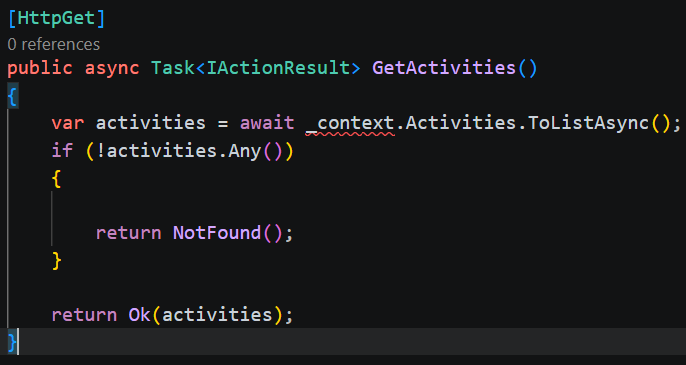 [HttpGet]
0 references
public async Task<IActionResult> GetActivities()
{
    var activities = await _context.Activities.ToListAsync();
    if (!activities.Any())
    {
        return NotFound();
    }
    return Ok(activities);
}